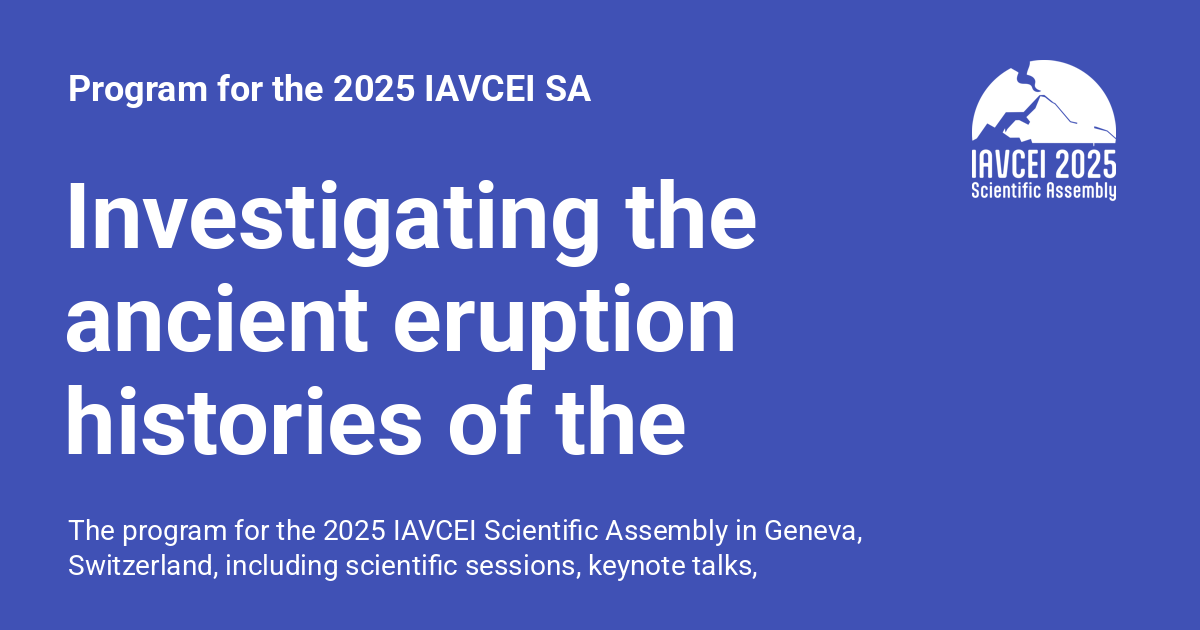 Program for the 2025 IAVCEI SA
IAVCEI 2025
Scientific Assembly
Investigating the
ancient eruption
histories of the
The program for the 2025 IAVCEI Scientific Assembly in Geneva,
Switzerland, including scientific sessions, keynote talks,